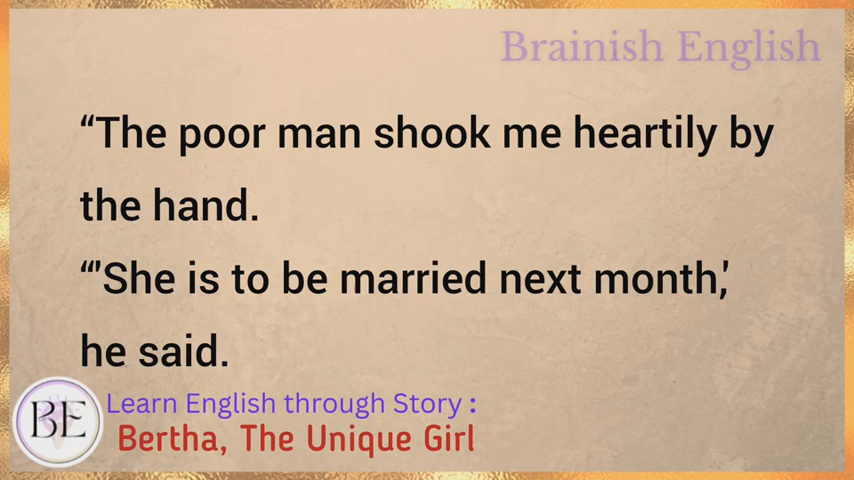 Brainish English
“The poor man shook me heartily by
the hand.
“'She is to be married next month,'
he said.
BE
Learn English through Story :
Bertha, The Unique Girl